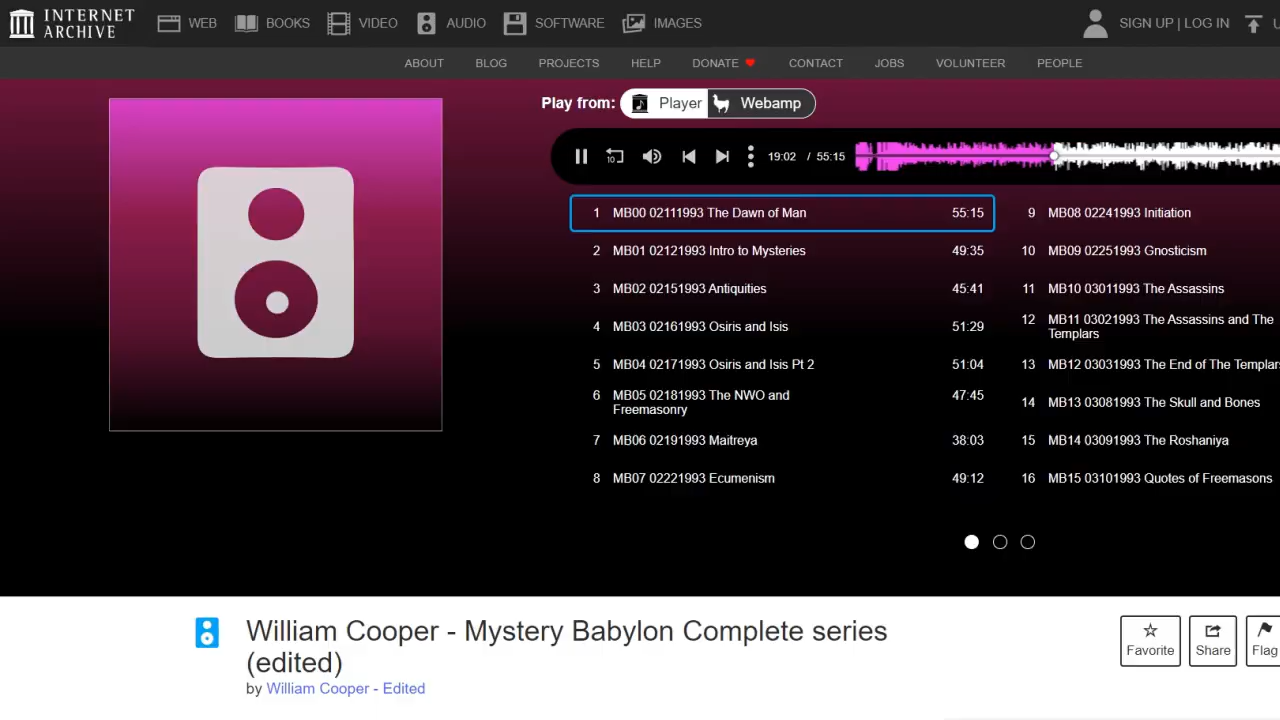 INTERNET
ARCHIVE
WEB
BOOKS
VIDEO
AUDIO
SOFTWARE
IMAGES
SIGN UP | LOG IN
ABOUT
BLOG
PROJECTS
HELP
DONATE
CONTACT
JOBS
VOLUNTEER
PEOPLE
Play from:
Player
Webamp
10
19:02 / 55:15
1 MB00 02111993 The Dawn of Man 55:15
2 MB01 02121993 Intro to Mysteries 49:35
3 MB02 02151993 Antiquities 45:41
4 MB03 02161993 Osiris and Isis 51:29
5 MB04 02171993 Osiris and Isis Pt 2 51:04
6 MB05 02181993 The NWO and 47:45
Freemasonry
7 MB06 02191993 Maitreya 38:03
8 MB07 02221993 Ecumenism 49:12
9 MB08 02241993 Initiation
10 MB09 02251993 Gnosticism
11 MB10 03011993 The Assassins
12 MB11 03021993 The Assassins and The
Templars
13 MB12 03031993 The End of The Templars
14 MB13 03081993 The Skull and Bones
15 MB14 03091993 The Roshaniya
16 MB15 03101993 Quotes of Freemasons
William Cooper - Mystery Babylon Complete series
(edited)
by William Cooper - Edited
Favorite
Share
Flag